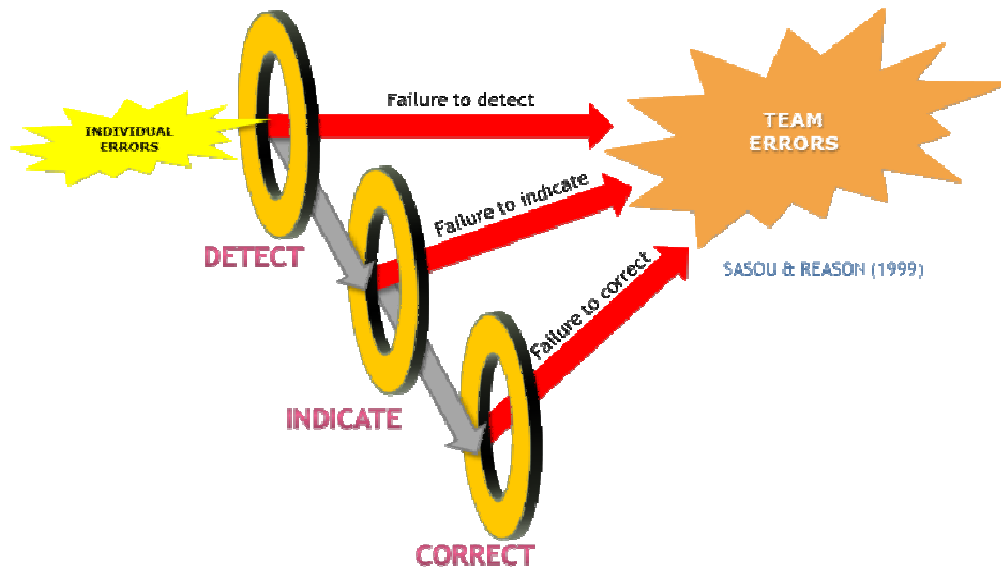 Failure to detect
INDIVIDUAL
ERRORS
TEAM
ERRORS
Failure to indicate
DETECT
SASOU & REASON (1999)
Failure to correct
INDICATE
CORRECT